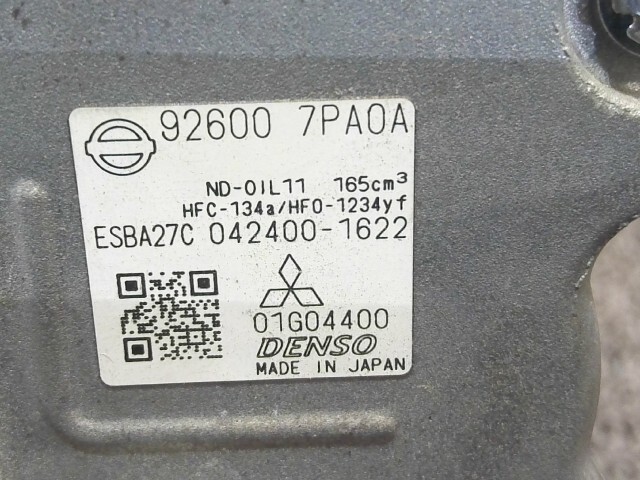 92600 7PA0A
ND-OIL11 165cm³
HFC-134a/HFO-1234yf
ESBA27C 042400-1622
01G04400
DENSO
MADE IN JAPAN